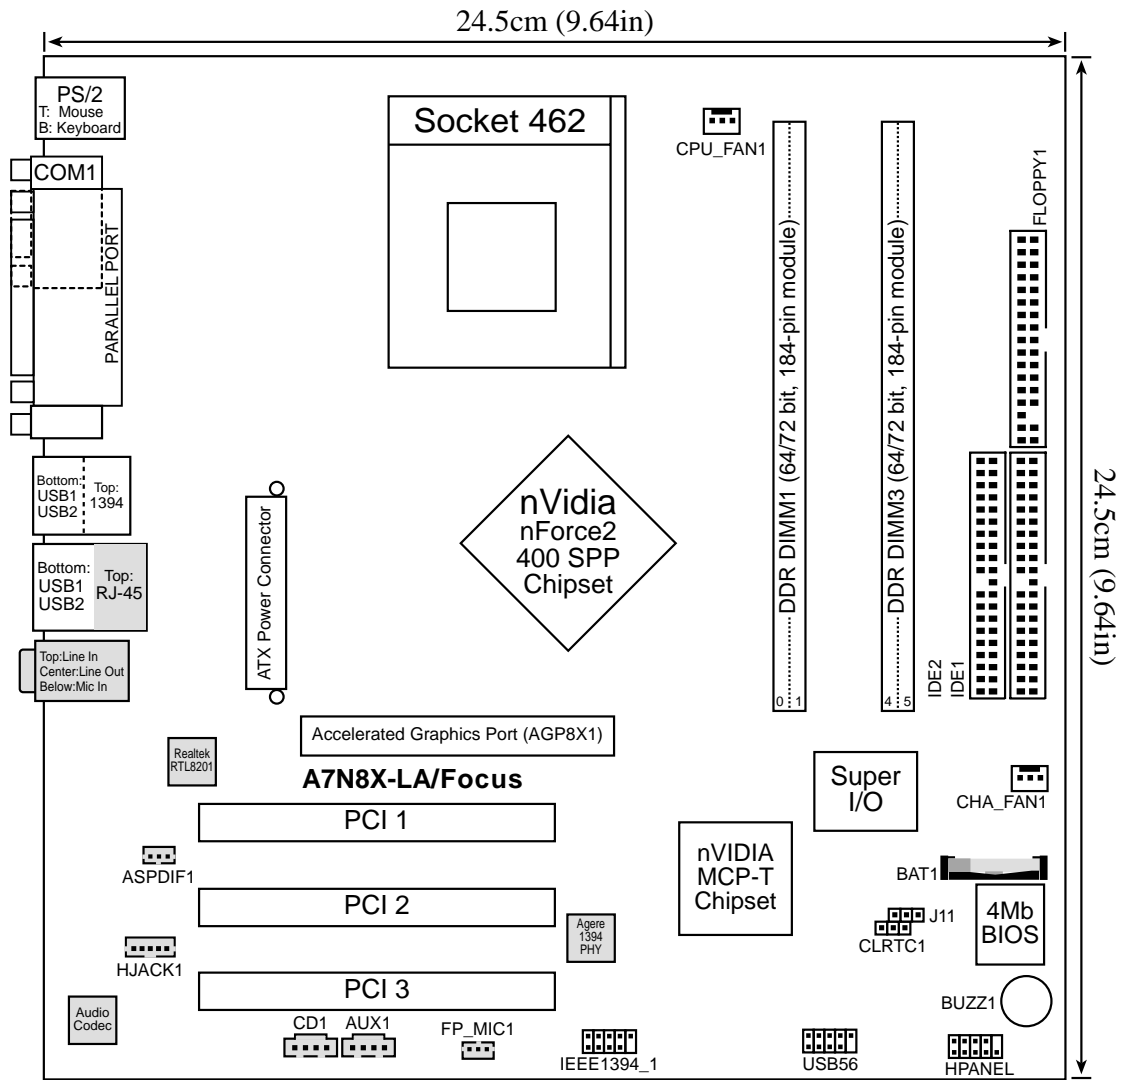 24.5cm (9.64in)
PS/2
T: Mouse
B: Keyboard
Socket 462
CPU_FAN1
COM1
PARALLEL PORT
FLOPPY1
DDR DIMM1 (64/72 bit, 184-pin module)
DDR DIMM3 (64/72 bit, 184-pin module)
24.5cm (9.64in)
Bottom:
USB1
USB2
Top:
1394
nVidia
nForce2
400 SPP
Chipset
ATX Power Connector
Bottom:
USB1
USB2
Top:
RJ-45
Top:Line In
Center:Line Out
Below:Mic In
IDE2
IDE1
0 1
4 5
Accelerated Graphics Port (AGP8X1)
Realtek
RTL8201
A7N8X-LA/Focus
Super
I/O
CHA_FAN1
PCI 1
nVIDIA
MCP-T
Chipset
ASPDIF1
BAT1
PCI 2
Agere
1394
PHY
J11
CLRTC1
4Mb
BIOS
HJACK1
PCI 3
BUZZ1
Audio
Codec
CD1
AUX1
FP_MIC1
IEEE1394_1
USB56
HPANEL